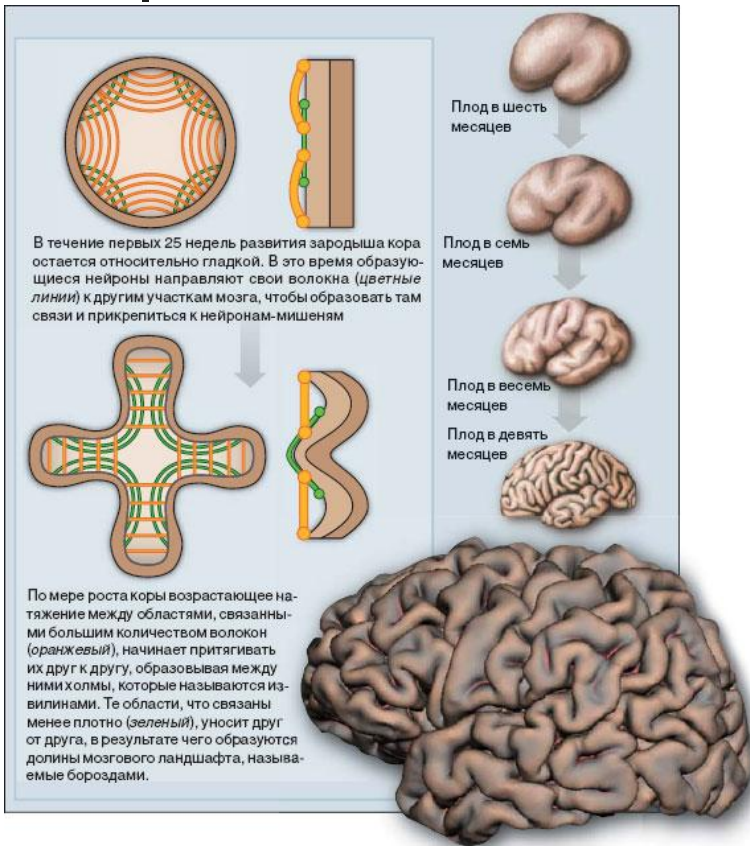 В течение первых 25 недель развития зародыша кора
остается относительно гладкой. В это время образую-
щиеся нейроны направляют свои волокна (цветные
линии) к другим участкам мозга, чтобы образовать там
связи и прикрепиться к нейронам-мишеням
По мере роста коры возрастающее на-
тяжение между областями, связанны-
ми большим количеством волокон
(оранжевый), начинает притягивать
их друг к другу, образовывая между
ними холмы, которые называются из-
вилинами. Те области, что связаны
менее плотно (зеленый), уносит друг
от друга, в результате чего образуются
долины мозгового ландшафта, называ-
емые бороздами.
Плод в шесть
месяцев
Плод в семь
месяцев
Плод в весемь
месяцев
Плод в девять
месяцев